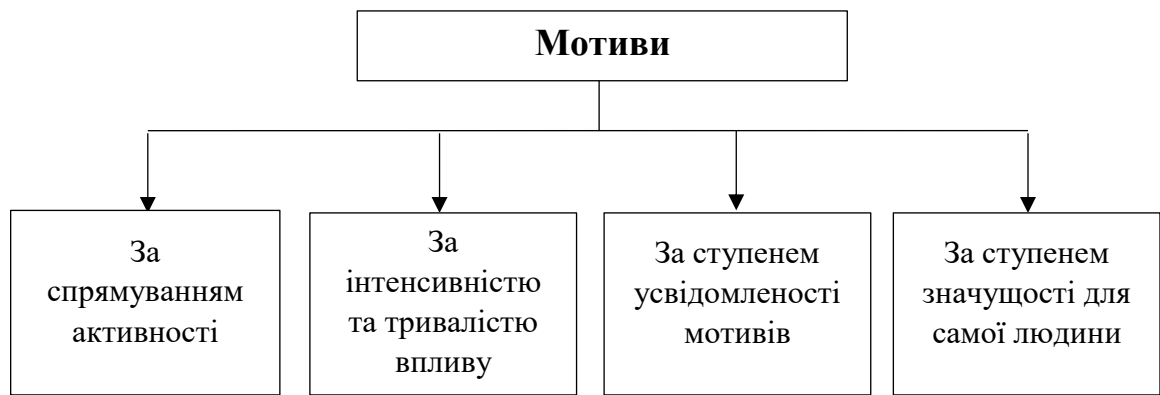 Мотиви
За
спрямуванням
активності
За
інтенсивністю
та тривалістю
впливу
За ступенем
усвідомленості
мотивів
За ступенем
значущості для
самої людини